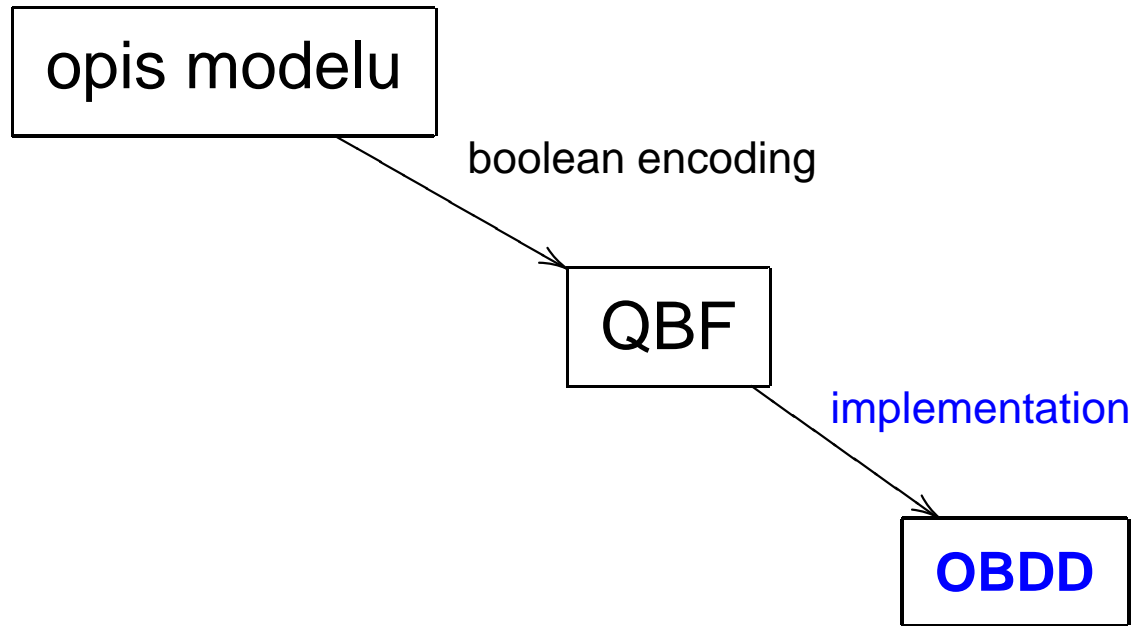 opis modelu
boolean encoding
QBF
implementation
OBDD